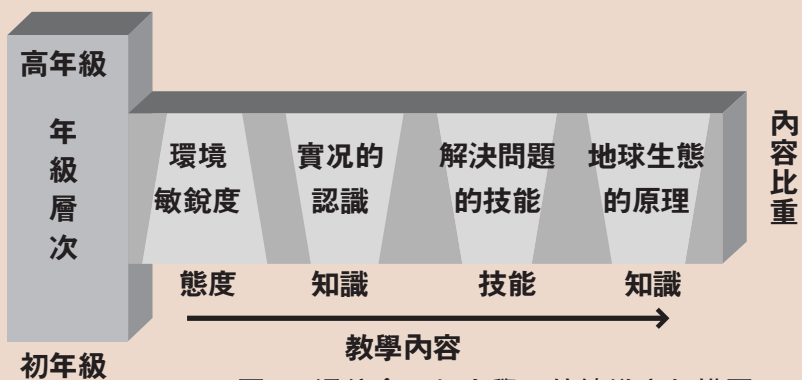 高年級
年級層次
初年級
環境
敏銳度
實況的
認識
解決問題
的技能
地球生態
的原理
內容比重
態度
知識
技能
知識
教學內容